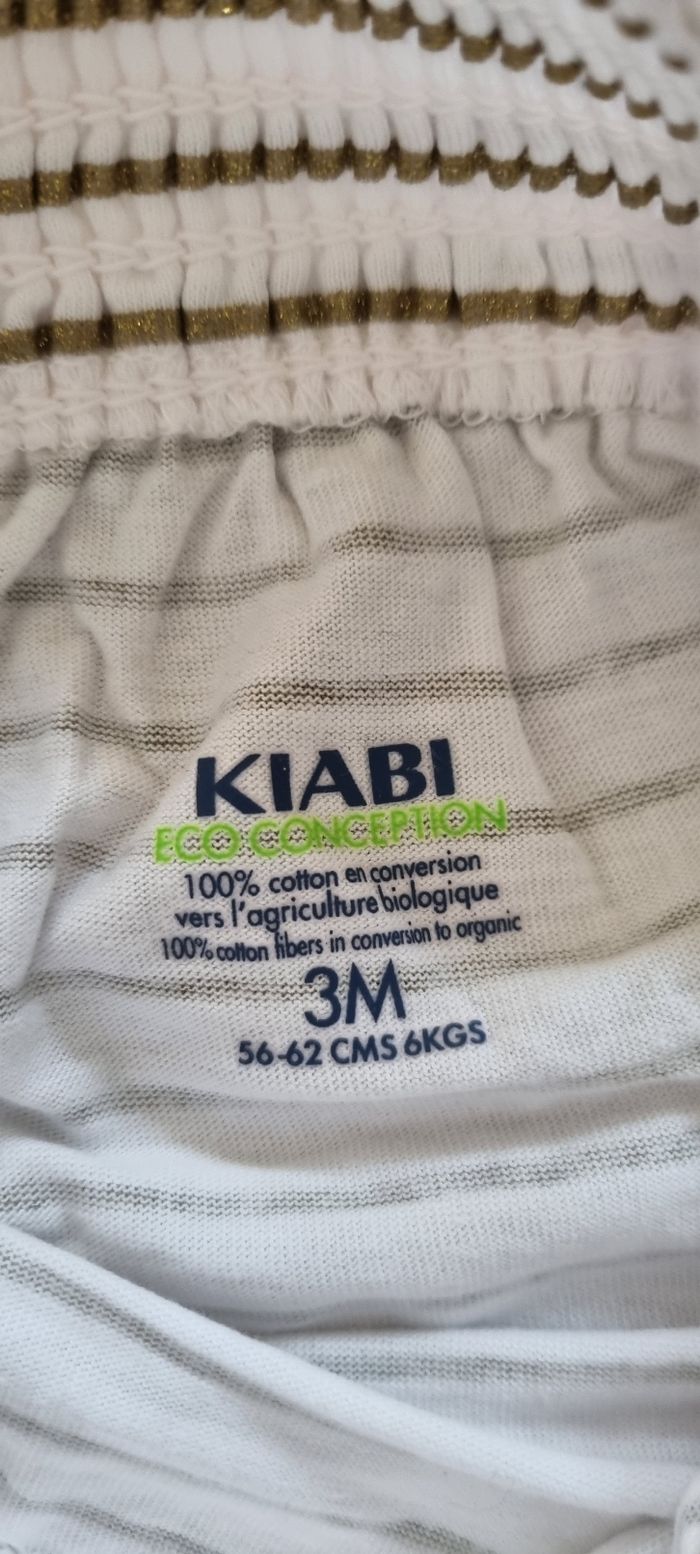 KIABI
ECO CONCEPTION
100% cotton en conversion
vers l'agriculture biologique
100% cotton fibers in conversion to organic
3M
56-62 CMS 6KGS